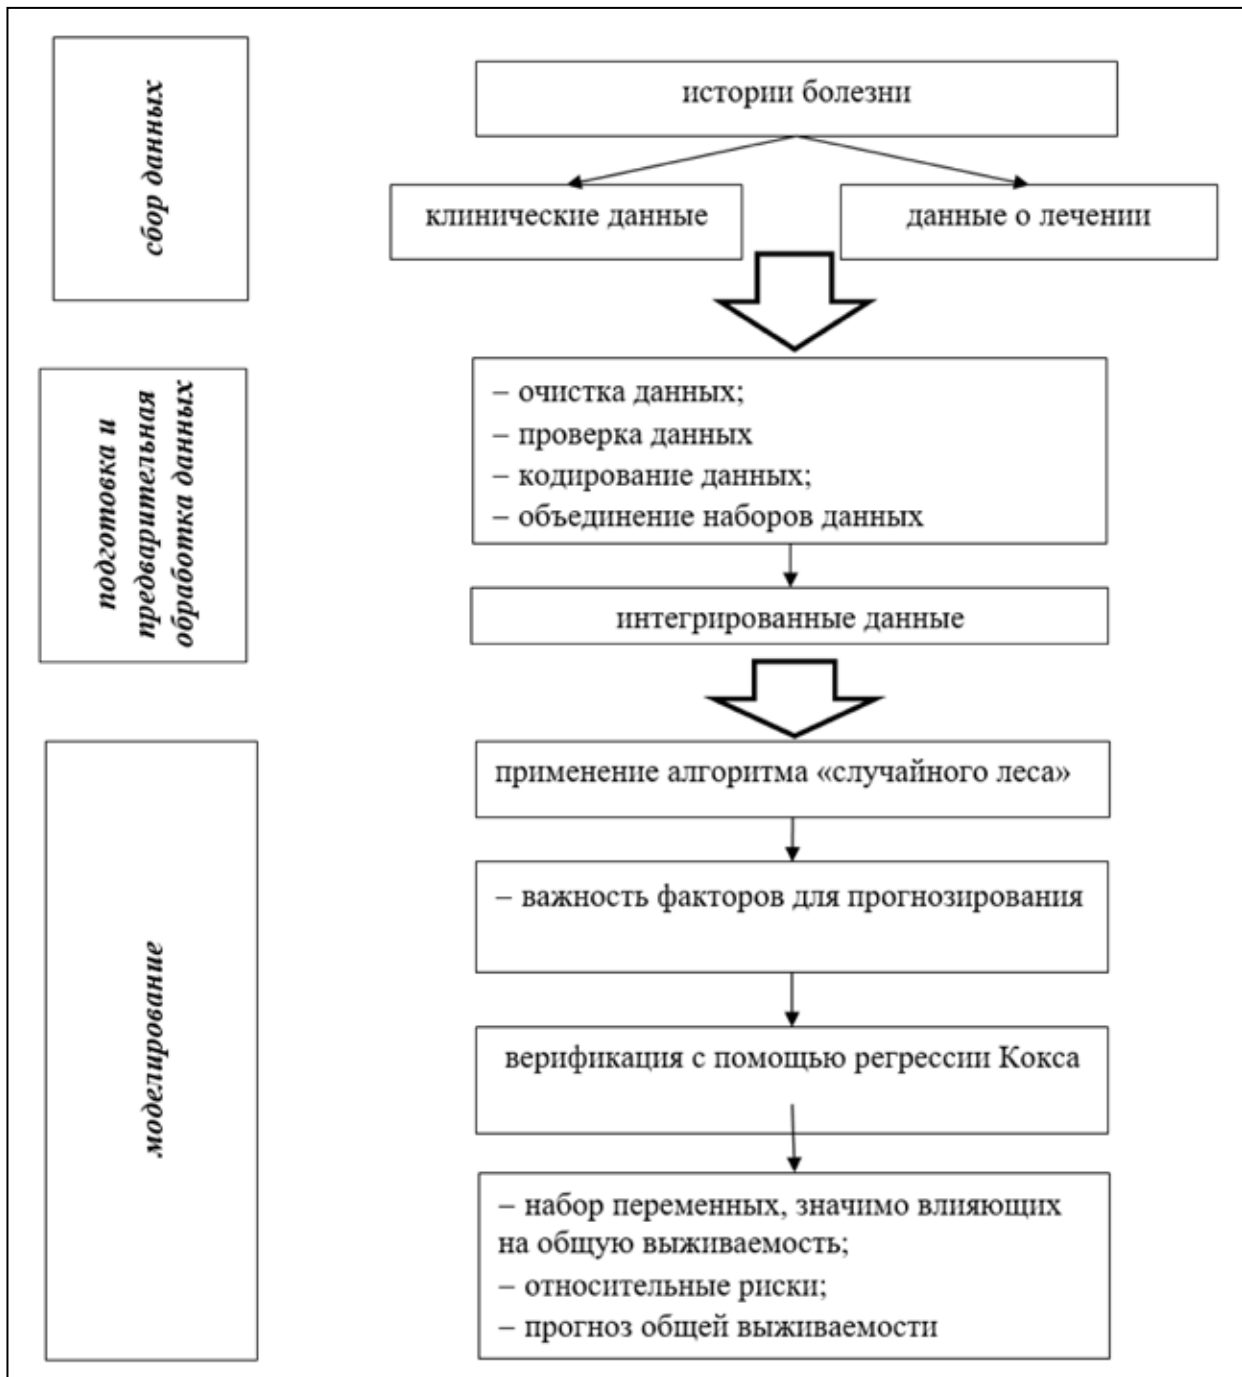 сбор данных
истории болезни
клинические данные
данные о лечении
подготовка и
предварительная
обработка данных
– очистка данных;
– проверка данных
– кодирование данных;
– объединение наборов данных
интегрированные данные
моделирование
применение алгоритма «случайного леса»
– важность факторов для прогнозирования
верификация с помощью регрессии Кокса
– набор переменных, значимо влияющих
на общую выживаемость;
– относительные риски;
– прогноз общей выживаемости